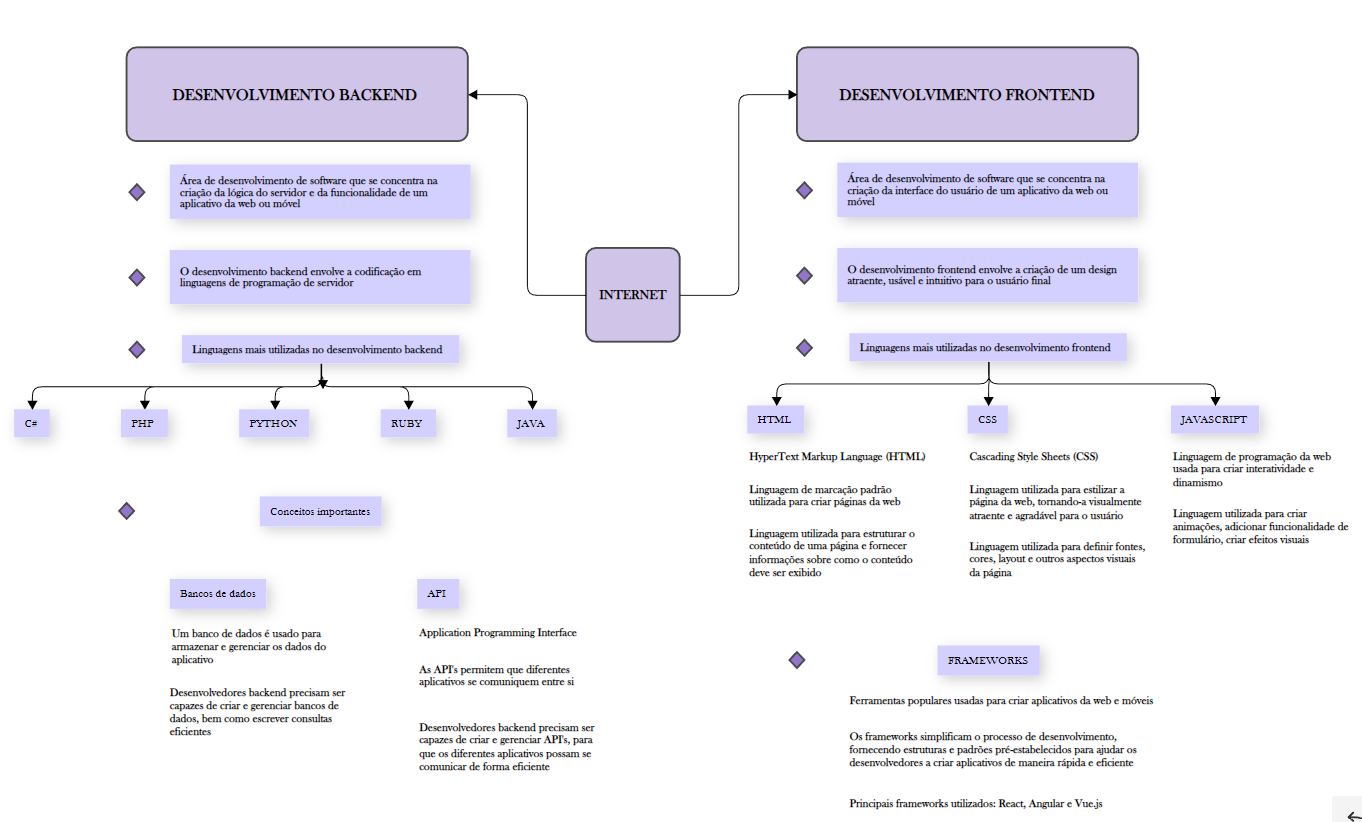 DESENVOLVIMENTO BACKEND
Área de desenvolvimento de software que se concentra na
criação da lógica do servidor e da funcionalidade de um
aplicativo da web ou móvel
O desenvolvimento backend envolve a codificação em
linguagens de programação de servidor
Linguagens mais utilizadas no desenvolvimento backend
C#
PHP
PYTHON
RUBY
JAVA
Conceitos importantes
Bancos de dados
Um banco de dados é usado para
armazenar e gerenciar os dados do
aplicativo
Desenvolvedores backend precisam ser
capazes de criar e gerenciar bancos de
dados, bem como escrever consultas
eficientes
API
Application Programming Interface
As API's permitem que diferentes
aplicativos se comuniquem entre si
Desenvolvedores backend precisam ser
capazes de criar e gerenciar API's, para
que os diferentes aplicativos possam se
comunicar de forma eficiente
INTERNET
DESENVOLVIMENTO FRONTEND
Área de desenvolvimento de software que se concentra na
criação da interface do usuário de um aplicativo da web ou
móvel
O desenvolvimento frontend envolve a criação de um design
atraente, usável e intuitivo para o usuário final
Linguagens mais utilizadas no desenvolvimento frontend
HTML
HyperText Markup Language (HTML)
Linguagem de marcação padrão
utilizada para criar páginas da web
Linguagem utilizada para estruturar o
conteúdo de uma página e fornecer
informações sobre como o conteúdo
deve ser exibido
CSS
Cascading Style Sheets (CSS)
Linguagem utilizada para estilizar a
página da web, tornando-a visualmente
atraente e agradável para o usuário
Linguagem utilizada para definir fontes,
cores, layout e outros aspectos visuais
da página
JAVASCRIPT
Linguagem de programação da web
usada para criar interatividade e
dinamismo
Linguagem utilizada para criar
animações, adicionar funcionalidade de
formulário, criar efeitos visuais
FRAMEWORKS
Ferramentas populares usadas para criar aplicativos da web e móveis
Os frameworks simplificam o processo de desenvolvimento,
fornecendo estruturas e padrões pré-estabelecidos para ajudar os
desenvolvedores a criar aplicativos de maneira rápida e eficiente
Principais frameworks utilizados: React, Angular e Vue.js